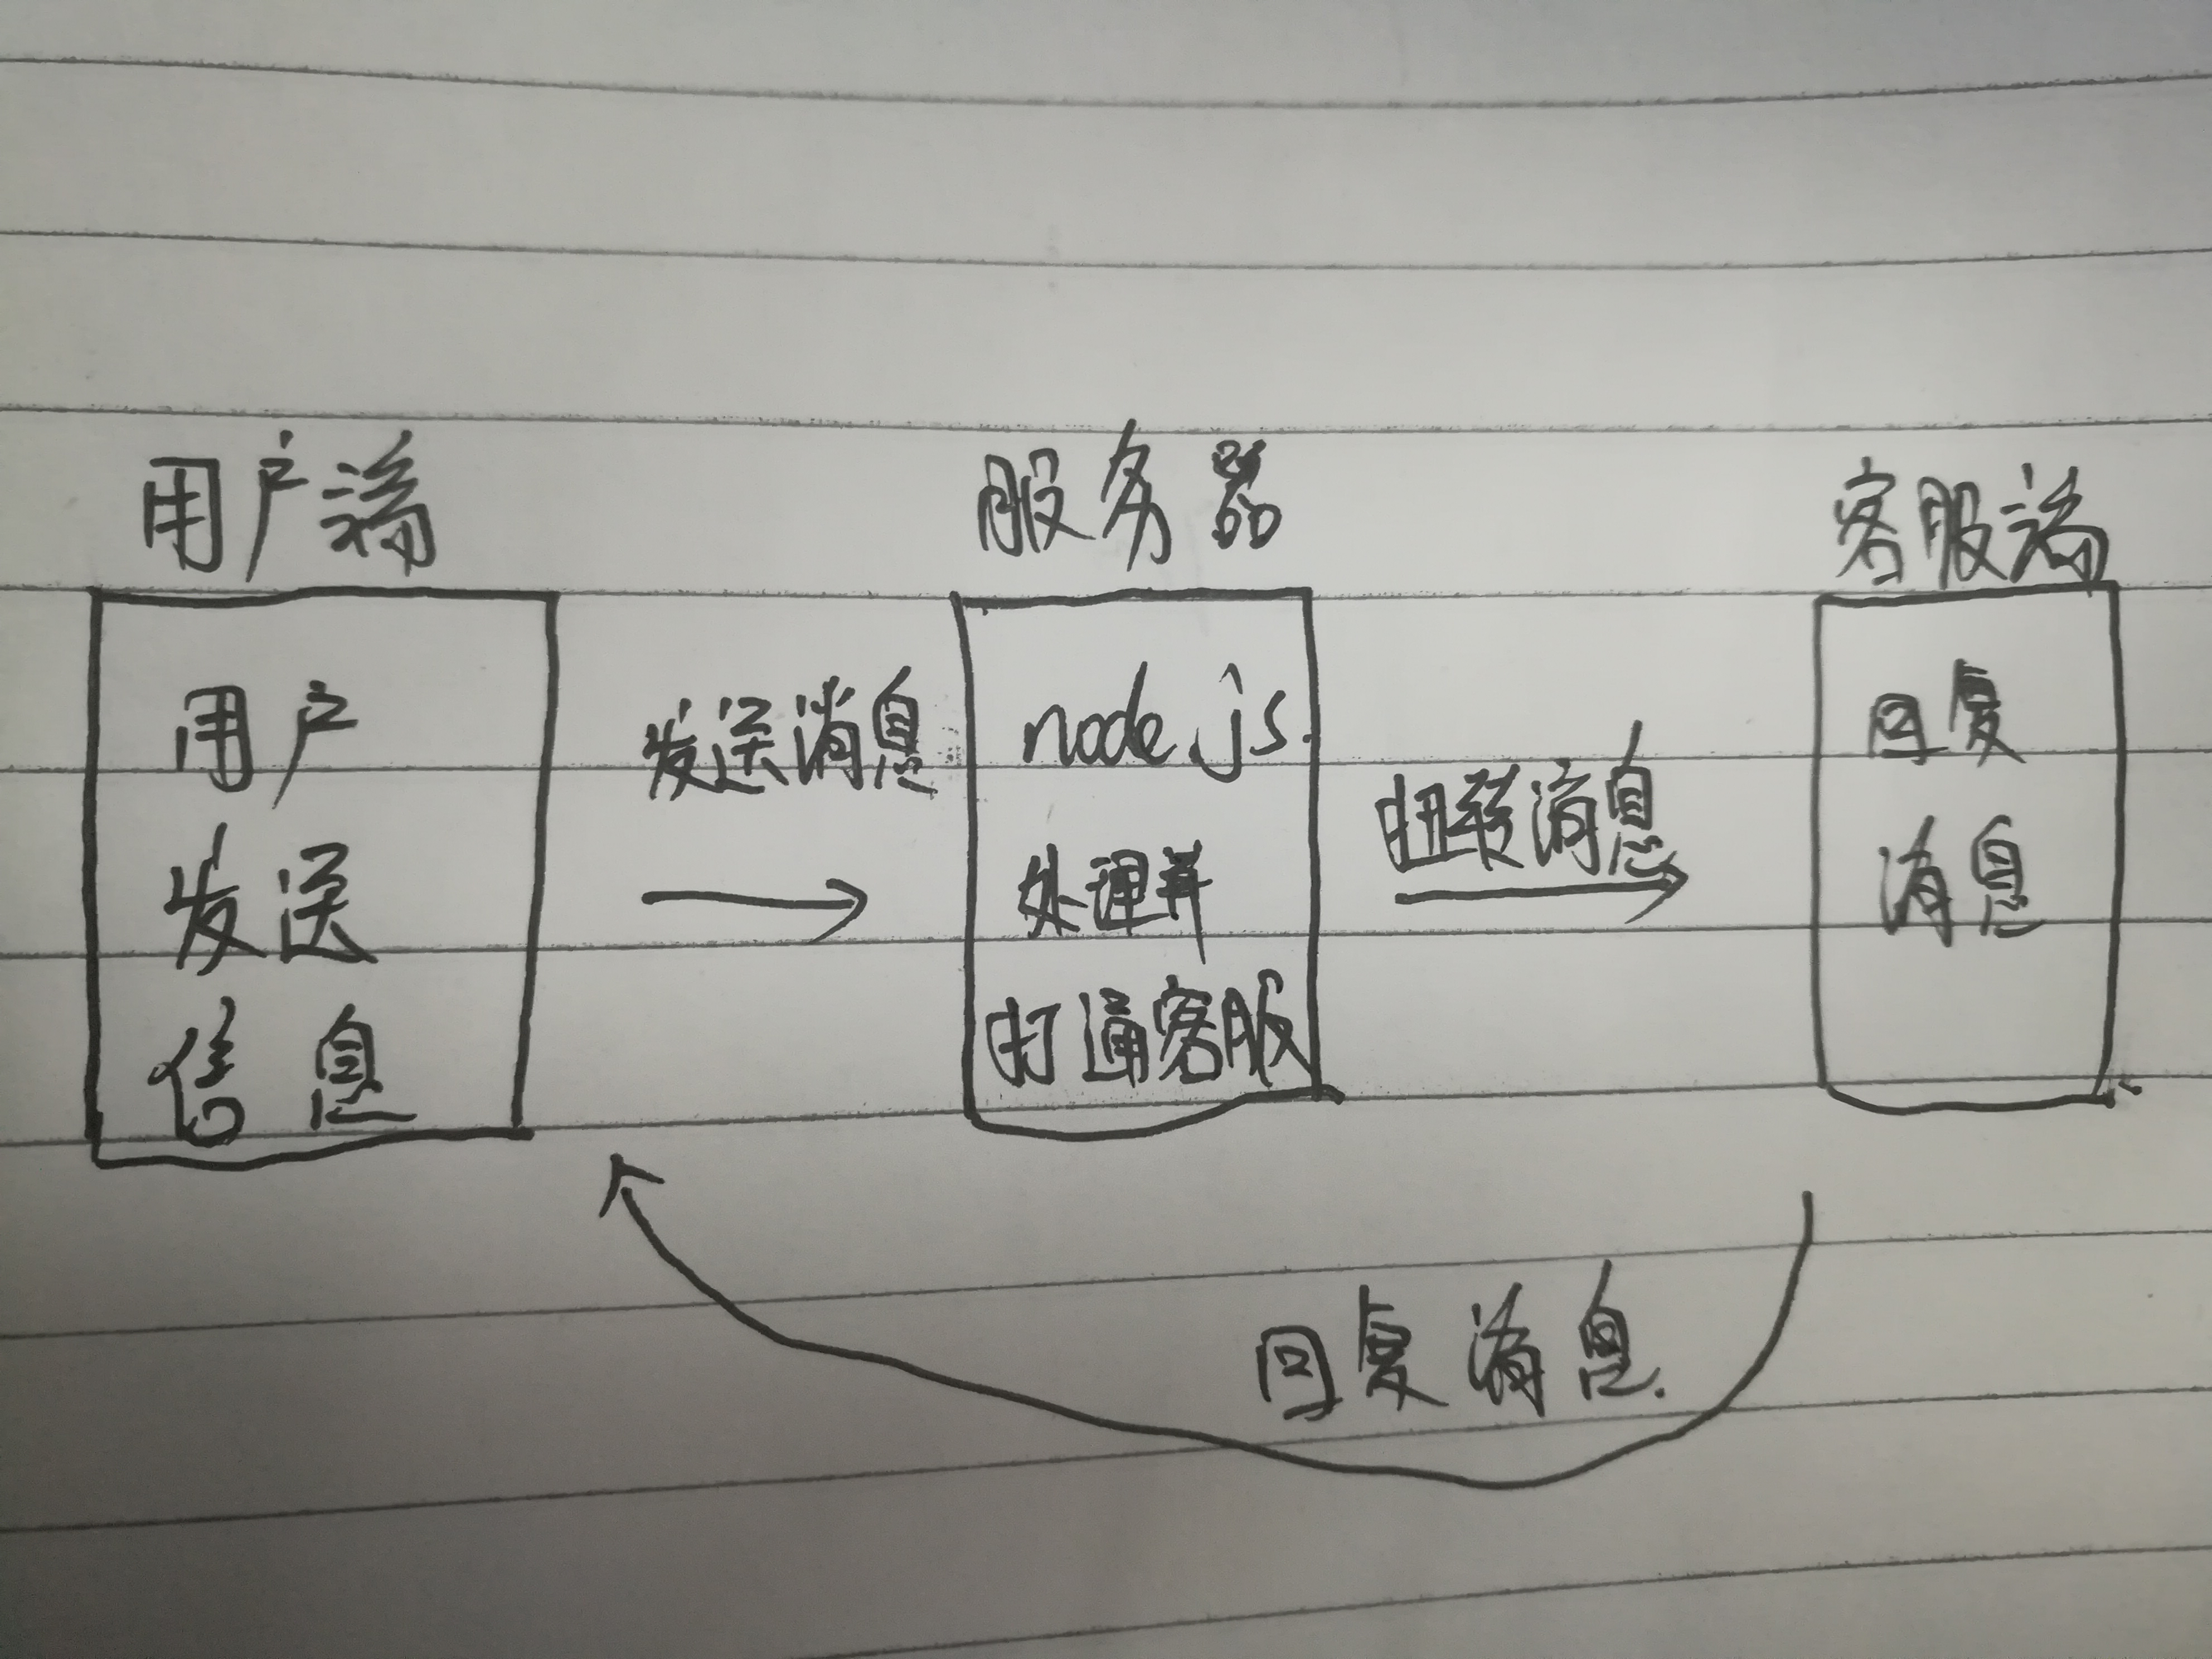 用户端
服务器
客服端
用户
发送
信息
发送消息
node.js.
处理并
打通客服
扭转消息
回复
消息
回复消息.